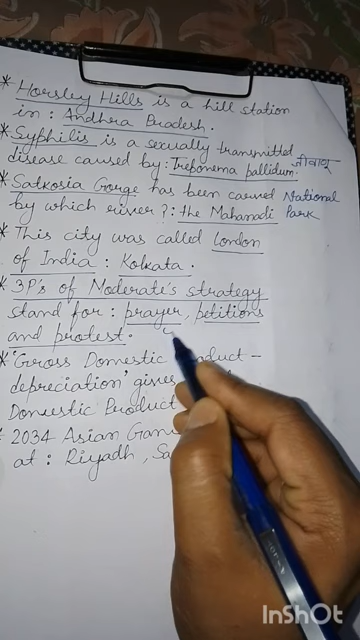 * Horsley Hills is a hill station
in : Andhra Pradesh.
* Syphilis is a sexually transmitted
disease caused by : Treponema pallidum. जीवाणु
* Satkosia Gorge has been carved National
by which river? : the Mahanadi Park
* This city was called London
of India : Kolkata.
* 3P's of Moderate's strategy
stand for : prayer, petitions
and protest.
* 'Gross Domestic
depreciation' gives
Domestic Product
* 2034 Asian
at : Riyadh,
InShOt